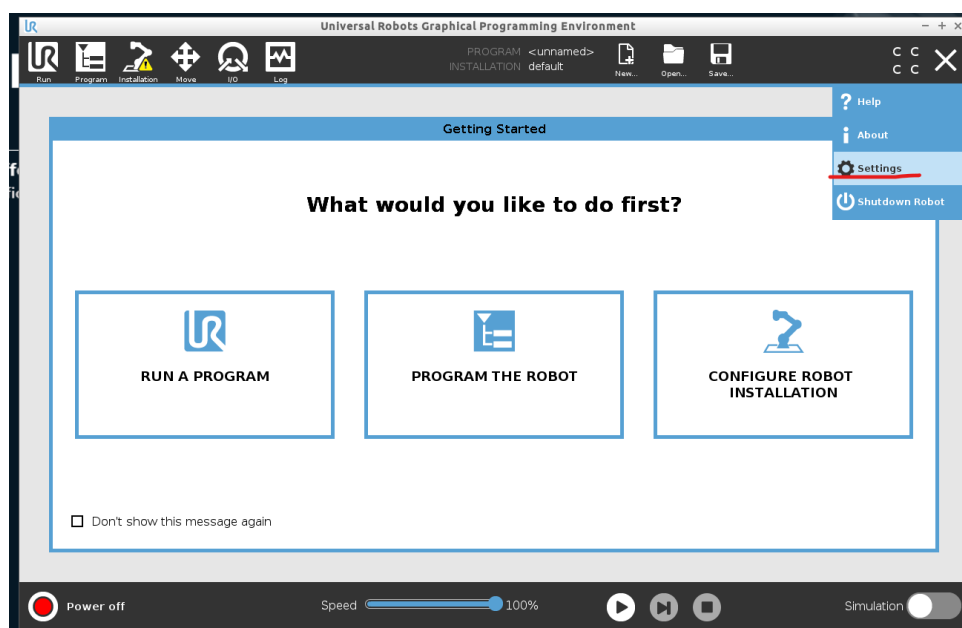 Universal Robots Graphical Programming Environment
PROGRAM <unnamed>
INSTALLATION default
Run Program Installation Move I/O Log New... Open... Save...
C C
C C
Help
About
Settings
Shutdown Robot
Getting Started
What would you like to do first?
RUN A PROGRAM
PROGRAM THE ROBOT
CONFIGURE ROBOT
INSTALLATION
Don't show this message again
Power off
Speed 100%
Simulation